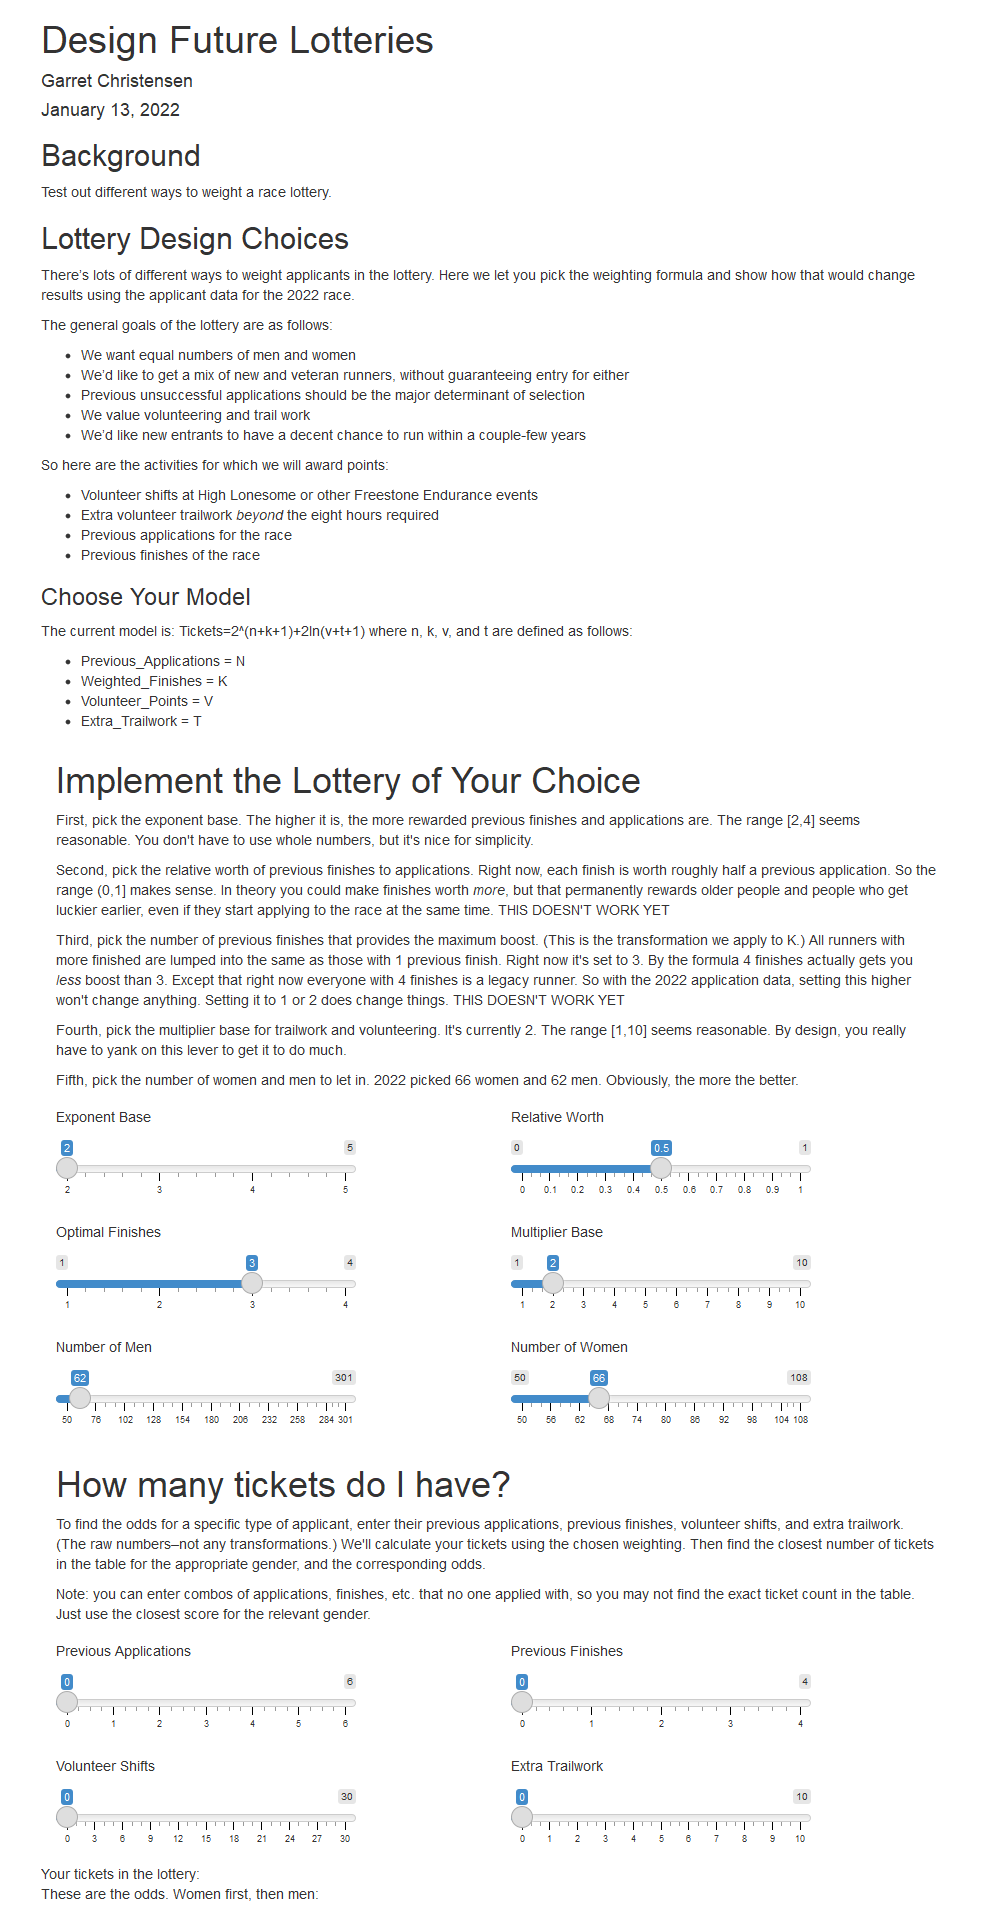 Design Future Lotteries
Garret Christensen
January 13, 2022
Background
Test out different ways to weight a race lottery.
Lottery Design Choices
There's lots of different ways to weight applicants in the lottery. Here we let you pick the weighting formula and show how that would change
results using the applicant data for the 2022 race.
The general goals of the lottery are as follows:
• We want equal numbers of men and women
• We'd like to get a mix of new and veteran runners, without guaranteeing entry for either
• Previous unsuccessful applications should be the major determinant of selection
• We value volunteering and trail work
• We'd like new entrants to have a decent chance to run within a couple-few years
So here are the activities for which we will award points:
• Volunteer shifts at High Lonesome or other Freestone Endurance events
• Extra volunteer trailwork beyond the eight hours required
• Previous applications for the race
• Previous finishes of the race
Choose Your Model
The current model is: Tickets=2^(n+k+1)+2ln(v+t+1) where n, k, v, and t are defined as follows:
• Previous_Applications = N
• Weighted_Finishes = K
• Volunteer_Points = V
• Extra_Trailwork = T
Implement the Lottery of Your Choice
First, pick the exponent base. The higher it is, the more rewarded previous finishes and applications are. The range [2,4] seems
reasonable. You don't have to use whole numbers, but it's nice for simplicity.
Second, pick the relative worth of previous finishes to applications. Right now, each finish is worth roughly half a previous application. So the
range (0,1] makes sense. In theory you could make finishes worth more, but that permanently rewards older people and people who get
luckier earlier, even if they start applying to the race at the same time. THIS DOESN'T WORK YET
Third, pick the number of previous finishes that provides the maximum boost. (This is the transformation we apply to K.) All runners with
more finished are lumped into the same as those with 1 previous finish. Right now it's set to 3. By the formula 4 finishes actually gets you
less boost than 3. Except that right now everyone with 4 finishes is a legacy runner. So with the 2022 application data, setting this higher
won't change anything. Setting it to 1 or 2 does change things. THIS DOESN'T WORK YET
Fourth, pick the multiplier base for trailwork and volunteering. It's currently 2. The range [1,10] seems reasonable. By design, you really
have to yank on this lever to get it to do much.
Fifth, pick the number of women and men to let in. 2022 picked 66 women and 62 men. Obviously, the more the better.
Exponent Base
2 5
2 3 4 5
Relative Worth
0 0.5 1
0 0.1 0.2 0.3 0.4 0.5 0.6 0.7 0.8 0.9 1
Optimal Finishes
1 3 4
1 2 3 4
Multiplier Base
1 2 10
1 2 3 4 5 6 7 8 9 10
Number of Men
62 301
50 76 102 128 154 180 206 232 258 284 301
Number of Women
50 66 108
50 56 62 68 74 80 86 92 98 104 108
How many tickets do I have?
To find the odds for a specific type of applicant, enter their previous applications, previous finishes, volunteer shifts, and extra trailwork.
(The raw numbers–not any transformations.) We'll calculate your tickets using the chosen weighting. Then find the closest number of tickets
in the table for the appropriate gender, and the corresponding odds.
Note: you can enter combos of applications, finishes, etc. that no one applied with, so you may not find the exact ticket count in the table.
Just use the closest score for the relevant gender.
Previous Applications
0 6
0 1 2 3 4 5 6
Previous Finishes
0 4
0 1 2 3 4
Volunteer Shifts
0 30
0 3 6 9 12 15 18 21 24 27 30
Extra Trailwork
0 10
0 1 2 3 4 5 6 7 8 9 10
Your tickets in the lottery:
These are the odds. Women first, then men: